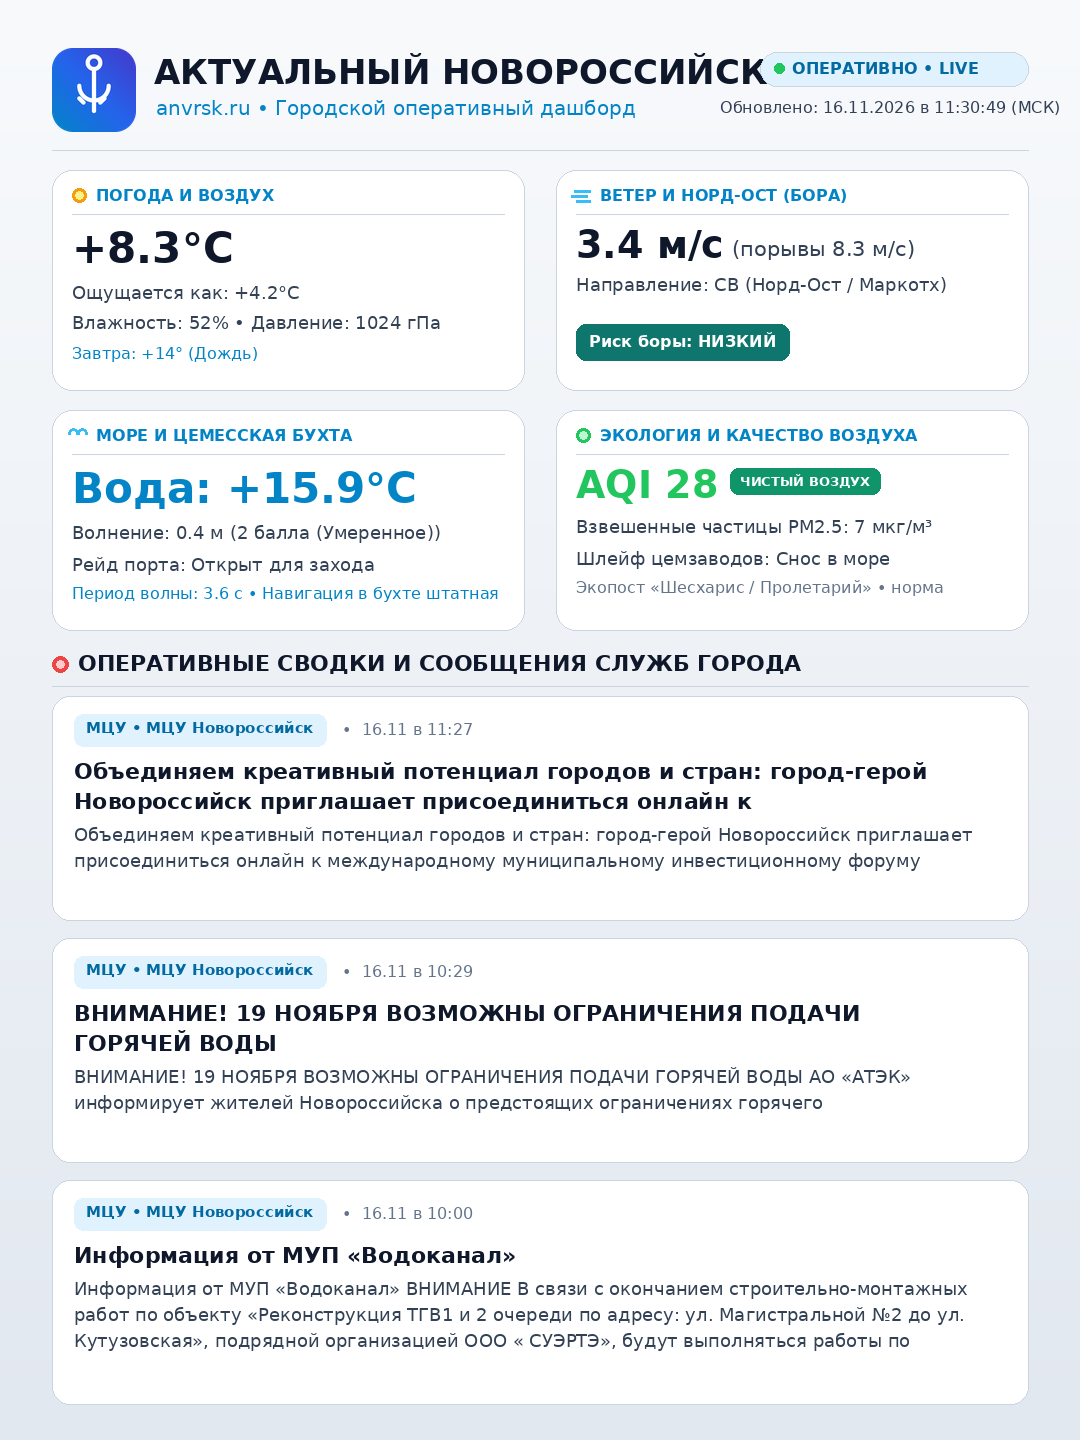 АКТУАЛЬНЫЙ НОВОРОССИЙСК
ОПЕРАТИВНО • LIVE
anvrsk.ru • Городской оперативный дашборд
Обновлено: 16.11.2026 в 11:30:49 (МСК)
ПОГОДА И ВОЗДУХ
+8.3°C
Ощущается как: +4.2°C
Влажность: 52% • Давление: 1024 гПа
Завтра: +14° (Дождь)
ВЕТЕР И НОРД-ОСТ (БОРА)
3.4 м/с (порывы 8.3 м/с)
Направление: СВ (Норд-Ост / Маркотх)
Риск боры: НИЗКИЙ
МОРЕ И ЦЕМЕССКАЯ БУХТА
Вода: +15.9°C
Волнение: 0.4 м (2 балла (Умеренное))
Рейд порта: Открыт для захода
Период волны: 3.6 с • Навигация в бухте штатная
ЭКОЛОГИЯ И КАЧЕСТВО ВОЗДУХА
AQI 28 ЧИСТЫЙ ВОЗДУХ
Взвешенные частицы PM2.5: 7 мкг/м³
Шлейф цемзаводов: Снос в море
Экопост «Шесхарис / Пролетарий» • норма
ОПЕРАТИВНЫЕ СВОДКИ И СООБЩЕНИЯ СЛУЖБ ГОРОДА
МЦУ • МЦУ Новороссийск • 16.11 в 11:27
Объединяем креативный потенциал городов и стран: город-герой
Новороссийск приглашает присоединиться онлайн к
Объединяем креативный потенциал городов и стран: город-герой Новороссийск приглашает
присоединиться онлайн к международному муниципальному инвестиционному форуму
МЦУ • МЦУ Новороссийск • 16.11 в 10:29
ВНИМАНИЕ! 19 НОЯБРЯ ВОЗМОЖНЫ ОГРАНИЧЕНИЯ ПОДАЧИ
ГОРЯЧЕЙ ВОДЫ
ВНИМАНИЕ! 19 НОЯБРЯ ВОЗМОЖНЫ ОГРАНИЧЕНИЯ ПОДАЧИ ГОРЯЧЕЙ ВОДЫ АО «АТЭК»
информирует жителей Новороссийска о предстоящих ограничениях горячего
МЦУ • МЦУ Новороссийск • 16.11 в 10:00
Информация от МУП «Водоканал»
Информация от МУП «Водоканал» ВНИМАНИЕ В связи с окончанием строительно-монтажных
работ по объекту «Реконструкция ТГВ1 и 2 очереди по адресу: ул. Магистральной №2 до ул.
Кутузовская», подрядной организацией ООО « СУЭРТЭ», будут выполняться работы по